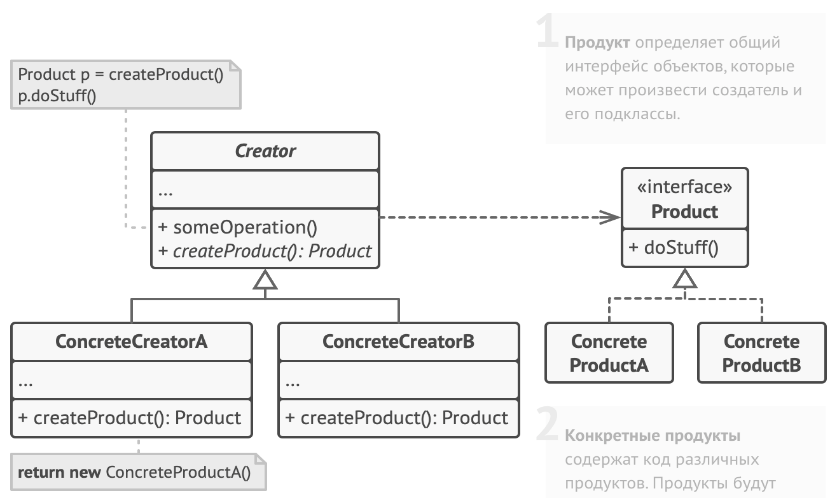 1
Продукт определяет общий
интерфейс объектов, которые
может произвести создатель и
его подклассы.
Product p = createProduct()
p.doStuff()
Creator
...
+ someOperation()
+ createProduct(): Product
«interface»
Product
+ doStuff()
ConcreteCreatorA
...
+ createProduct(): Product
ConcreteCreatorB
...
+ createProduct(): Product
Concrete
ProductA
Concrete
ProductB
return new ConcreteProductA()
2
Конкретные продукты
содержат код различных
продуктов. Продукты будут